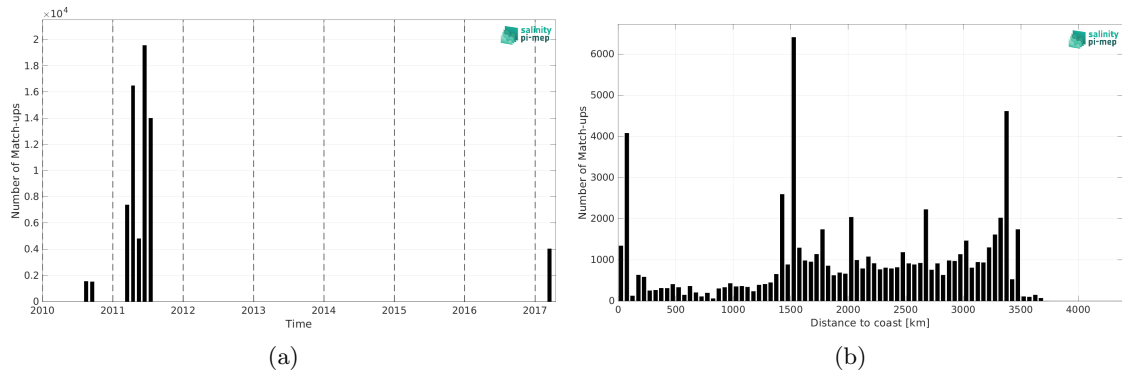 ×10⁴
2
1.8
1.6
1.4
1.2
1
0.8
0.6
0.4
0.2
0
Number of Match-ups
2010 2011 2012 2013 2014 2015 2016 2017
Time
salinity
pi-mep
(a)
6000
5000
4000
3000
2000
1000
0
Number of Match-ups
0 500 1000 1500 2000 2500 3000 3500 4000
Distance to coast [km]
salinity
pi-mep
(b)